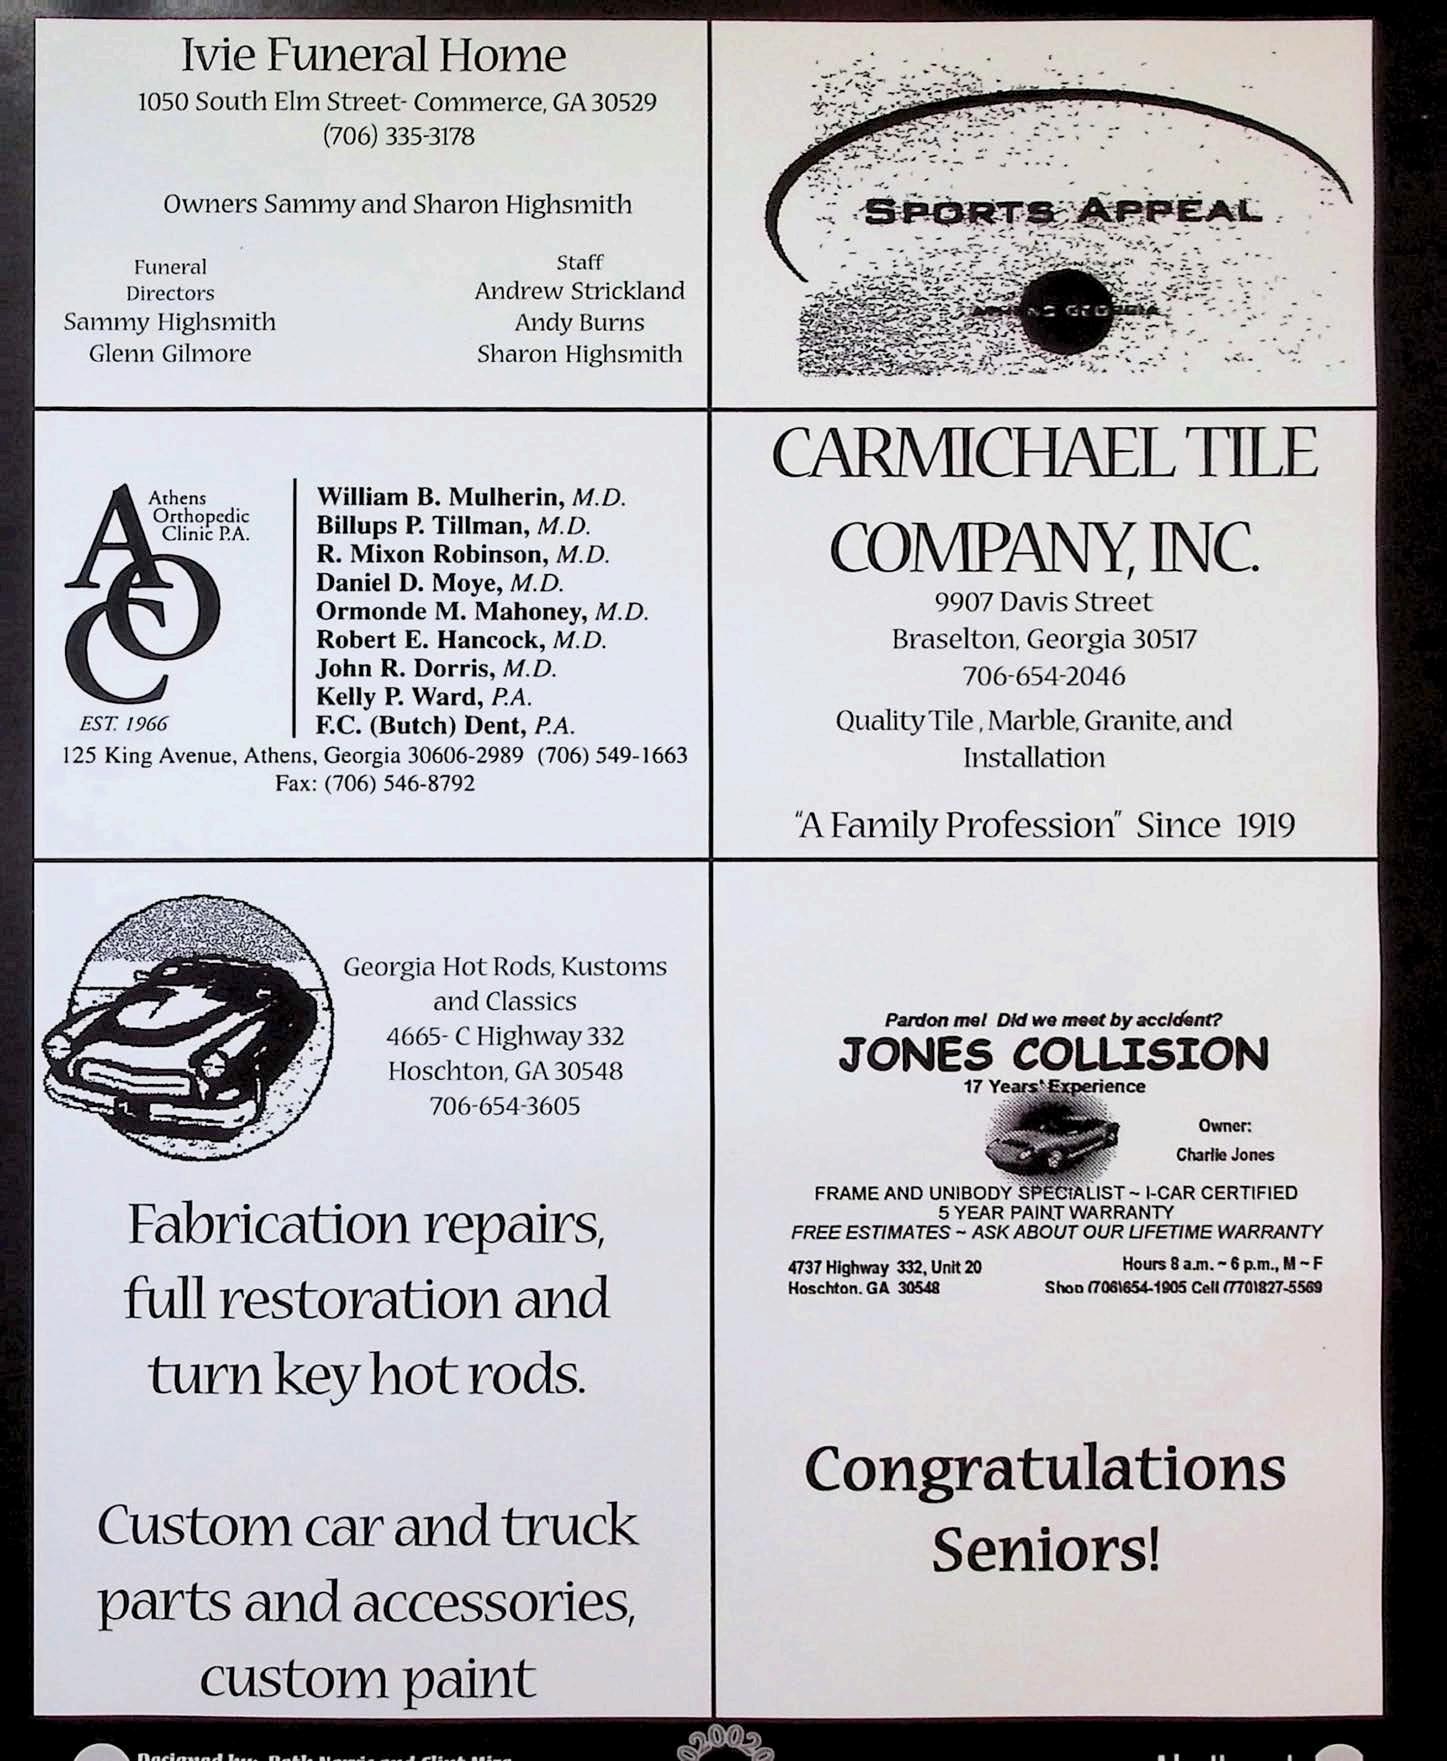 Ivie Funeral Home
1050 South Elm Street- Commerce, GA 30529
(706) 335-3178
Owners Sammy and Sharon Highsmith
Funeral
Directors
Sammy Highsmith
Glenn Gilmore
Staff
Andrew Strickland
Andy Burns
Sharon Highsmith
SPORTS APPEAL
ATHENS GEORGIA
Athens
Orthopedic
Clinic P.A.
AOC
EST. 1966
William B. Mulherin, M.D.
Billups P. Tillman, M.D.
R. Mixon Robinson, M.D.
Daniel D. Moye, M.D.
Ormonde M. Mahoney, M.D.
Robert E. Hancock, M.D.
John R. Dorris, M.D.
Kelly P. Ward, P.A.
F.C. (Butch) Dent, P.A.
125 King Avenue, Athens, Georgia 30606-2989 (706) 549-1663
Fax: (706) 546-8792
CARMICHAEL TILE
COMPANY, INC.
9907 Davis Street
Braselton, Georgia 30517
706-654-2046
Quality Tile , Marble, Granite, and
Installation
"A Family Profession" Since 1919
Georgia Hot Rods, Kustoms
and Classics
4665- C Highway 332
Hoschton, GA 30548
706-654-3605
Fabrication repairs,
full restoration and
turn key hot rods.
Custom car and truck
parts and accessories,
custom paint
Pardon me! Did we meet by accident?
JONES COLLISION
17 Years' Experience
Owner:
Charlie Jones
FRAME AND UNIBODY SPECIALIST ~ I-CAR CERTIFIED
5 YEAR PAINT WARRANTY
FREE ESTIMATES ~ ASK ABOUT OUR LIFETIME WARRANTY
4737 Highway 332, Unit 20
Hoschton, GA 30548
Hours 8 a.m. ~ 6 p.m., M ~ F
Shop (706)654-1905 Cell (770)827-5569
Congratulations
Seniors!
Designed by: